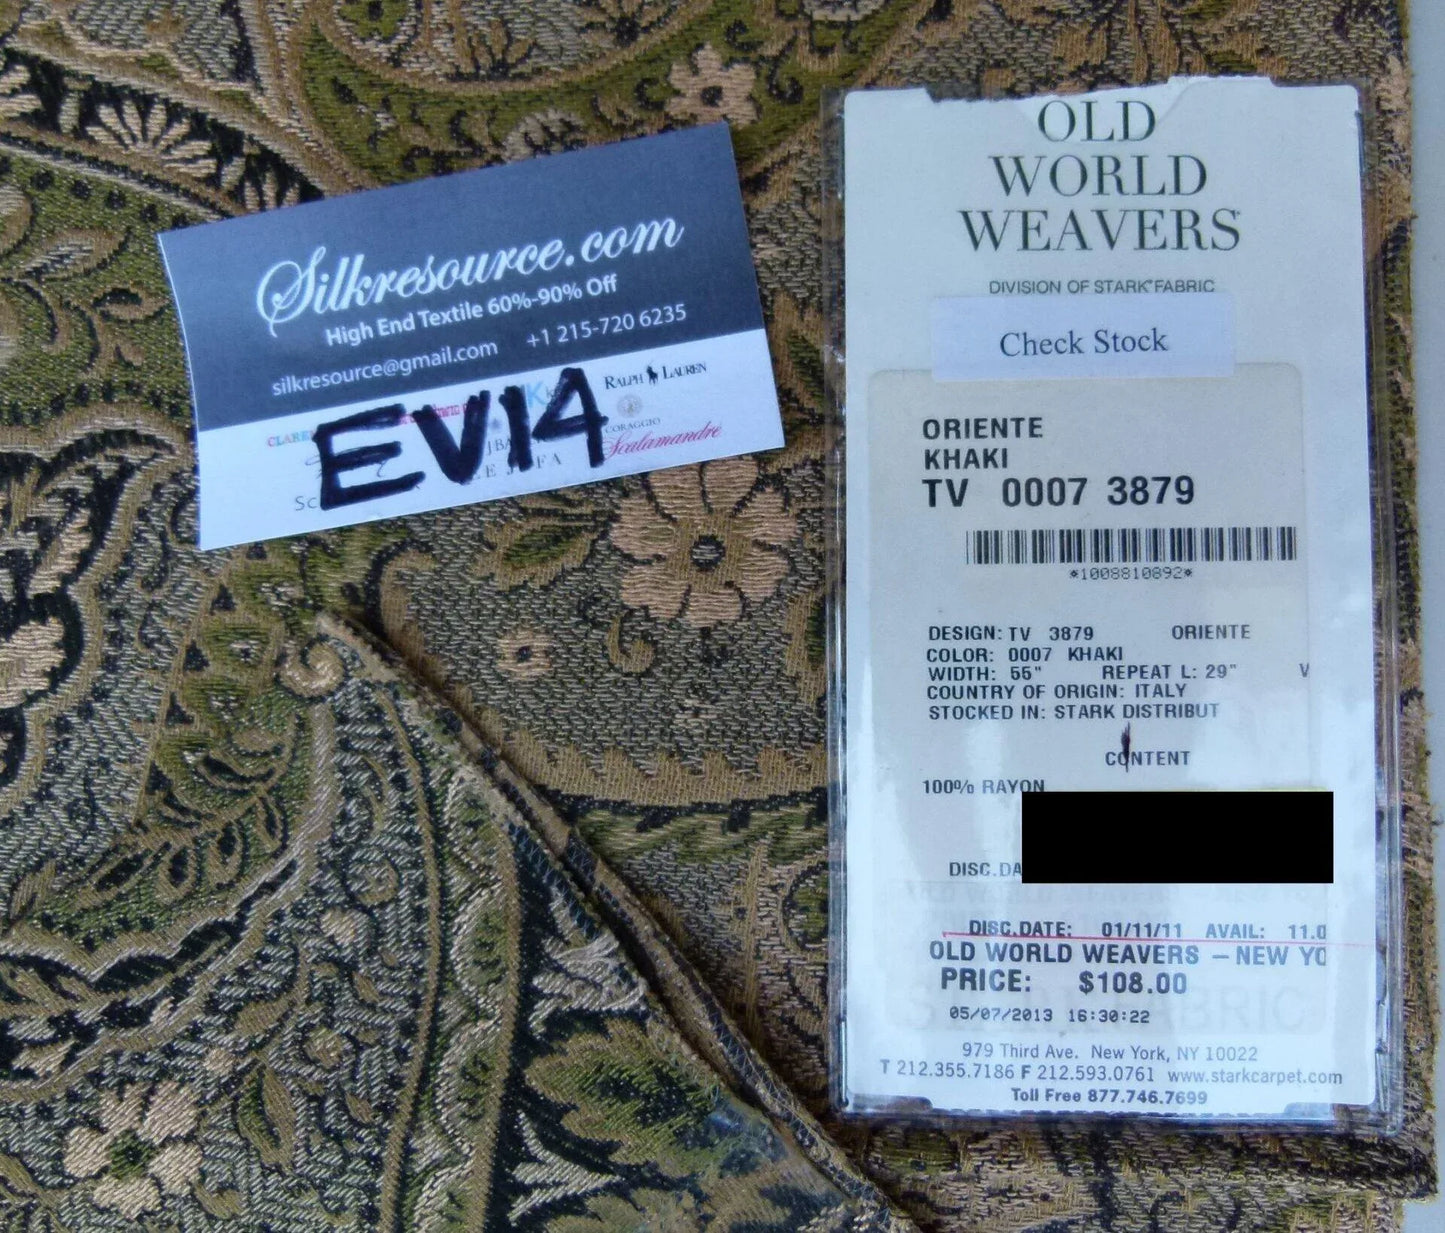 Silkresource.com
High End Textile 60%-90% Off
silkresource@gmail.com +1 215-720 6235
RALPH LAUREN
CORAGGIO
Scalamandré
EV14
OLD
WORLD
WEAVERS
DIVISION OF STARK FABRIC
Check Stock
ORIENTE
KHAKI
TV 0007 3879
*1008810892*
DESIGN: TV 3879 ORIENTE
COLOR: 0007 KHAKI
WIDTH: 55" REPEAT L: 29" V
COUNTRY OF ORIGIN: ITALY
STOCKED IN: STARK DISTRIBUT
CONTENT
100% RAYON
DISC.DA
DISC.DATE: 01/11/11 AVAIL: 11.0
OLD WORLD WEAVERS – NEW YO
PRICE: $108.00
05/07/2013 16:30:22
979 Third Ave. New York, NY 10022
T 212.355.7186 F 212.593.0761 www.starkcarpet.com
Toll Free 877.746.7699